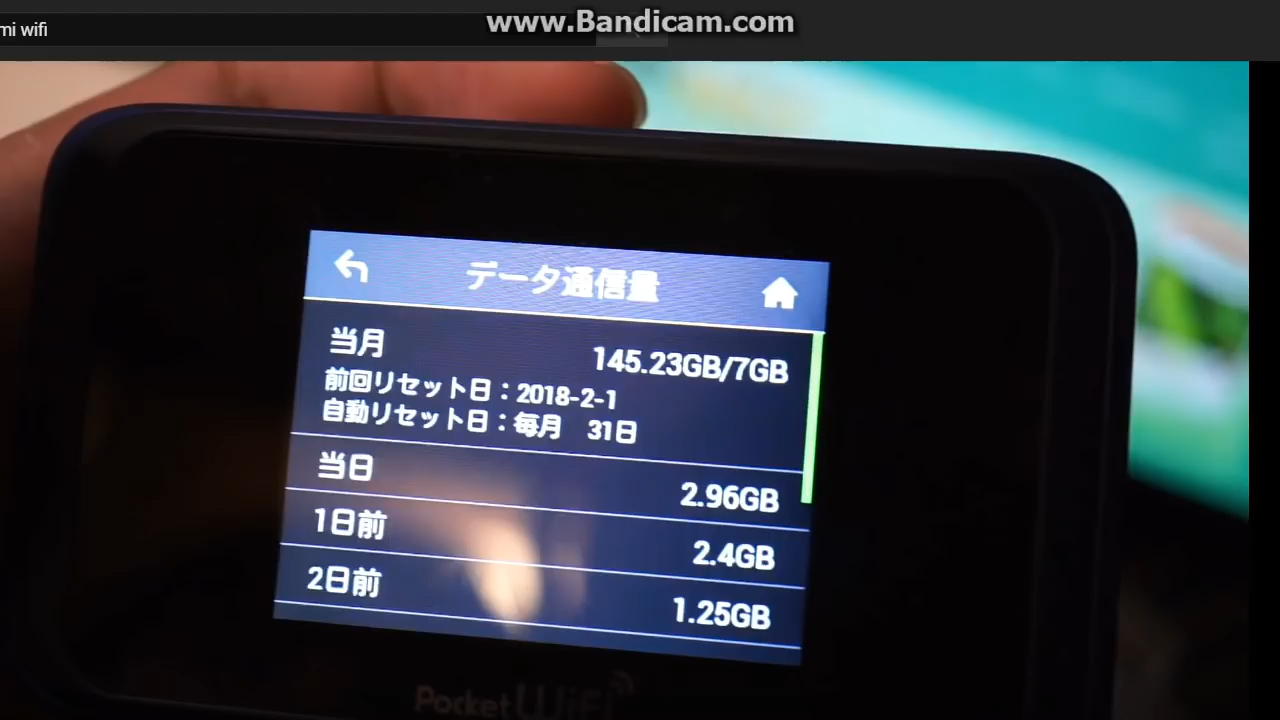 mi wifi
www.Bandicam.com
データ通信量
当月 145.23GB/7GB
前回リセット日：2018-2-1
自動リセット日：毎月 31日
当日 2.96GB
1日前 2.4GB
2日前 1.25GB
Pocket WiFi